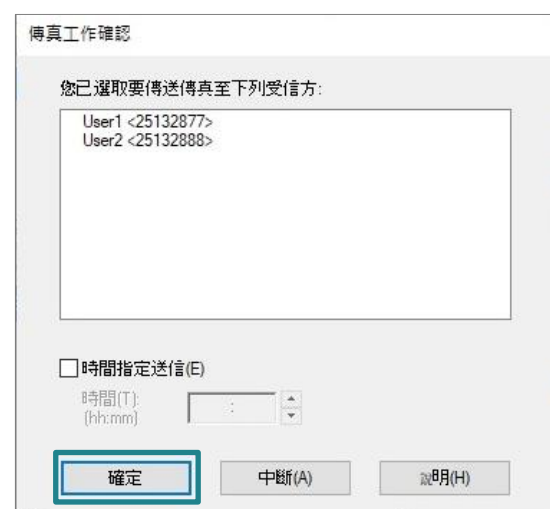 傳真工作確認
您已選取要傳送傳真至下列受信方:
User1 <25132877>
User2 <25132888>
時間指定送信(E)
時間(T):
(hh:mm)
:
確定 中斷(A) 說明(H)